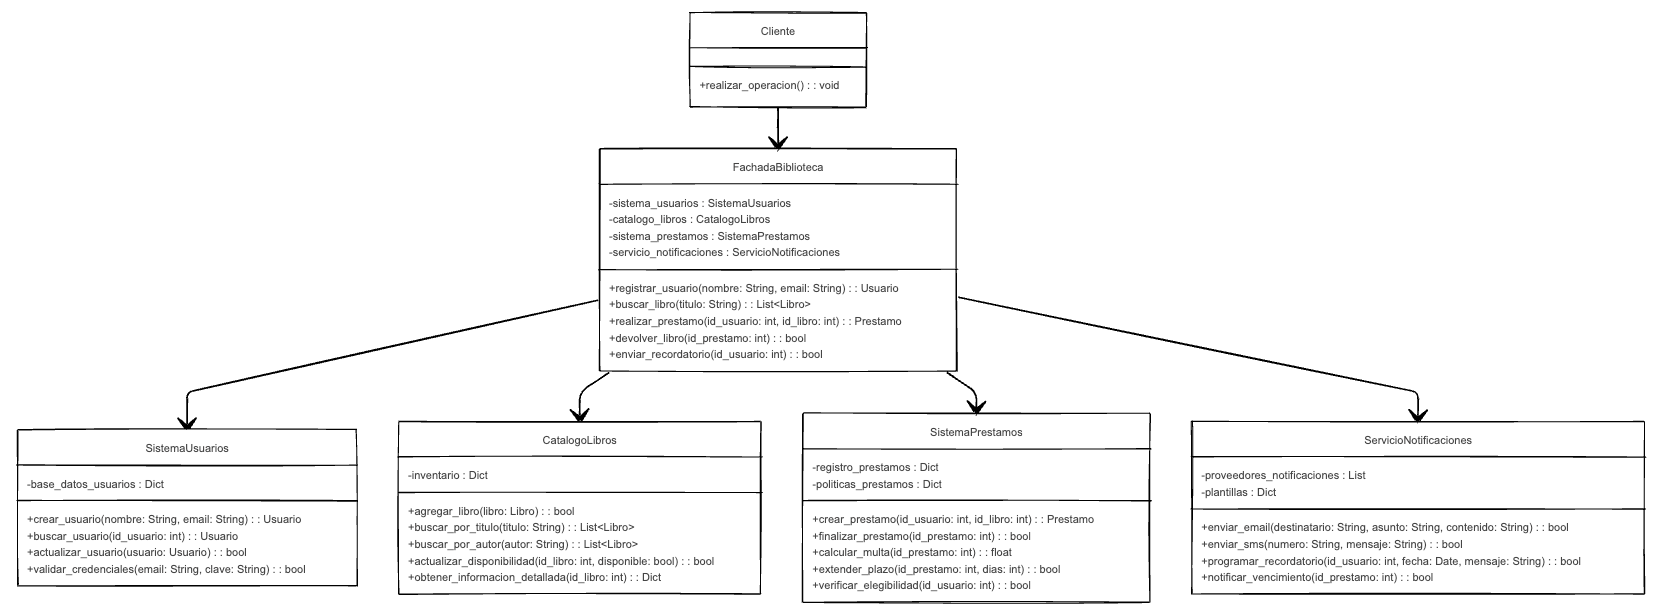 Cliente
+realizar_operacion() : : void
FachadaBiblioteca
-sistema_usuarios : SistemaUsuarios
-catalogo_libros : CatalogoLibros
-sistema_prestamos : SistemaPrestamos
-servicio_notificaciones : ServicioNotificaciones
+registrar_usuario(nombre: String, email: String) : : Usuario
+buscar_libro(titulo: String) : : List<Libro>
+realizar_prestamo(id_usuario: int, id_libro: int) : : Prestamo
+devolver_libro(id_prestamo: int) : : bool
+enviar_recordatorio(id_usuario: int) : : bool
SistemaUsuarios
-base_datos_usuarios : Dict
+crear_usuario(nombre: String, email: String) : : Usuario
+buscar_usuario(id_usuario: int) : : Usuario
+actualizar_usuario(usuario: Usuario) : : bool
+validar_credenciales(email: String, clave: String) : : bool
CatalogoLibros
-inventario : Dict
+agregar_libro(libro: Libro) : : bool
+buscar_por_titulo(titulo: String) : : List<Libro>
+buscar_por_autor(autor: String) : : List<Libro>
+actualizar_disponibilidad(id_libro: int, disponible: bool) : : bool
+obtener_informacion_detallada(id_libro: int) : : Dict
SistemaPrestamos
-registro_prestamos : Dict
-politicas_prestamos : Dict
+crear_prestamo(id_usuario: int, id_libro: int) : : Prestamo
+finalizar_prestamo(id_prestamo: int) : : bool
+calcular_multa(id_prestamo: int) : : float
+extender_plazo(id_prestamo: int, dias: int) : : bool
+verificar_elegibilidad(id_usuario: int) : : bool
ServicioNotificaciones
-proveedores_notificaciones : List
-plantillas : Dict
+enviar_email(destinatario: String, asunto: String, contenido: String) : : bool
+enviar_sms(numero: String, mensaje: String) : : bool
+programar_recordatorio(id_usuario: int, fecha: Date, mensaje: String) : : bool
+notificar_vencimiento(id_prestamo: int) : : bool